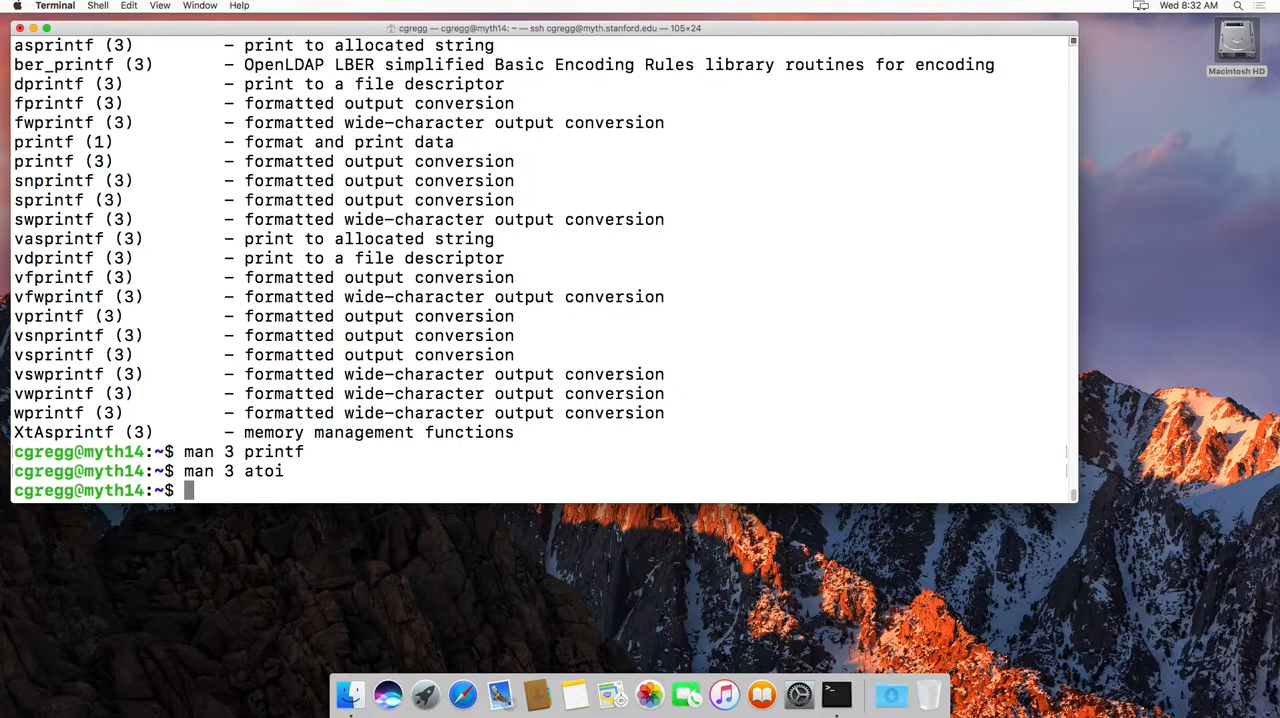 Terminal Shell Edit View Window Help Wed 8:32 AM
cgregg — cgregg@myth14: ~ — ssh cgregg@myth.stanford.edu — 105×24
Macintosh HD
asprintf (3) - print to allocated string
ber_printf (3) - OpenLDAP LBER simplified Basic Encoding Rules library routines for encoding
dprintf (3) - print to a file descriptor
fprintf (3) - formatted output conversion
fwprintf (3) - formatted wide-character output conversion
printf (1) - format and print data
printf (3) - formatted output conversion
snprintf (3) - formatted output conversion
sprintf (3) - formatted output conversion
swprintf (3) - formatted wide-character output conversion
vasprintf (3) - print to allocated string
vdprintf (3) - print to a file descriptor
vfprintf (3) - formatted output conversion
vfwprintf (3) - formatted wide-character output conversion
vprintf (3) - formatted output conversion
vsnprintf (3) - formatted output conversion
vsprintf (3) - formatted output conversion
vswprintf (3) - formatted wide-character output conversion
vwprintf (3) - formatted wide-character output conversion
wprintf (3) - formatted wide-character output conversion
XtAsprintf (3) - memory management functions
cgregg@myth14:~$ man 3 printf
cgregg@myth14:~$ man 3 atoi
cgregg@myth14:~$